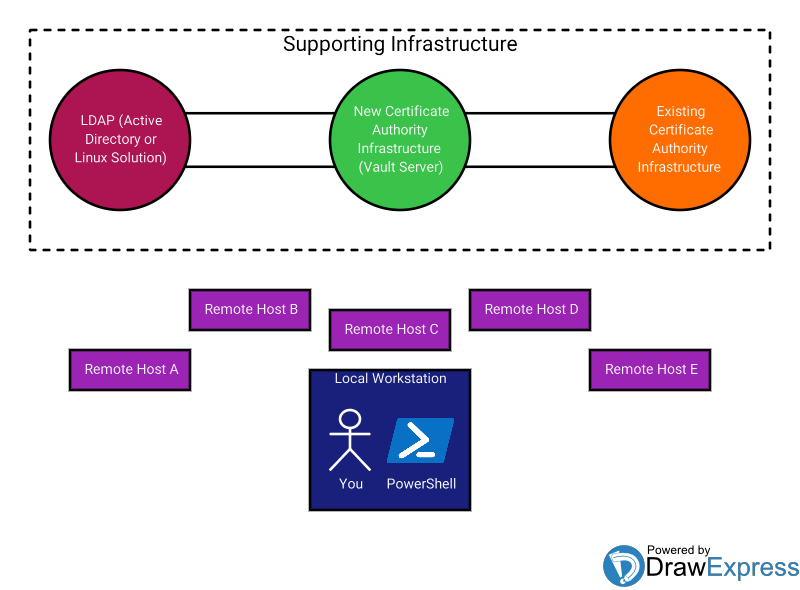 Supporting Infrastructure
LDAP (Active
Directory or
Linux Solution)
New Certificate
Authority
Infrastructure
(Vault Server)
Existing
Certificate
Authority
Infrastructure
Remote Host B
Remote Host D
Remote Host C
Remote Host A
Remote Host E
Local Workstation
You
PowerShell
Powered by
DrawExpress